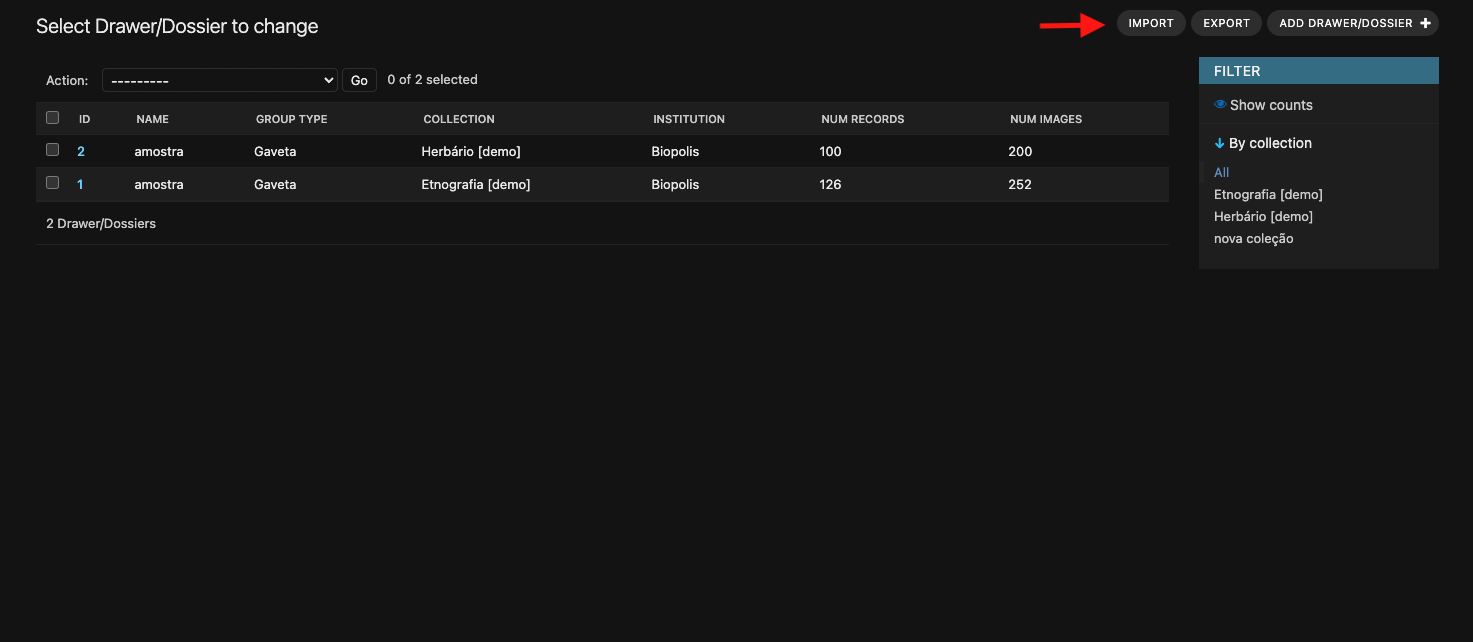 Select Drawer/Dossier to change
IMPORT EXPORT ADD DRAWER/DOSSIER
Action: --------- Go 0 of 2 selected
ID NAME GROUP TYPE COLLECTION INSTITUTION NUM RECORDS NUM IMAGES
2 amostra Gaveta Herbário [demo] Biopolis 100 200
1 amostra Gaveta Etnografia [demo] Biopolis 126 252
2 Drawer/Dossiers
FILTER
Show counts
By collection
All
Etnografia [demo]
Herbário [demo]
nova coleção